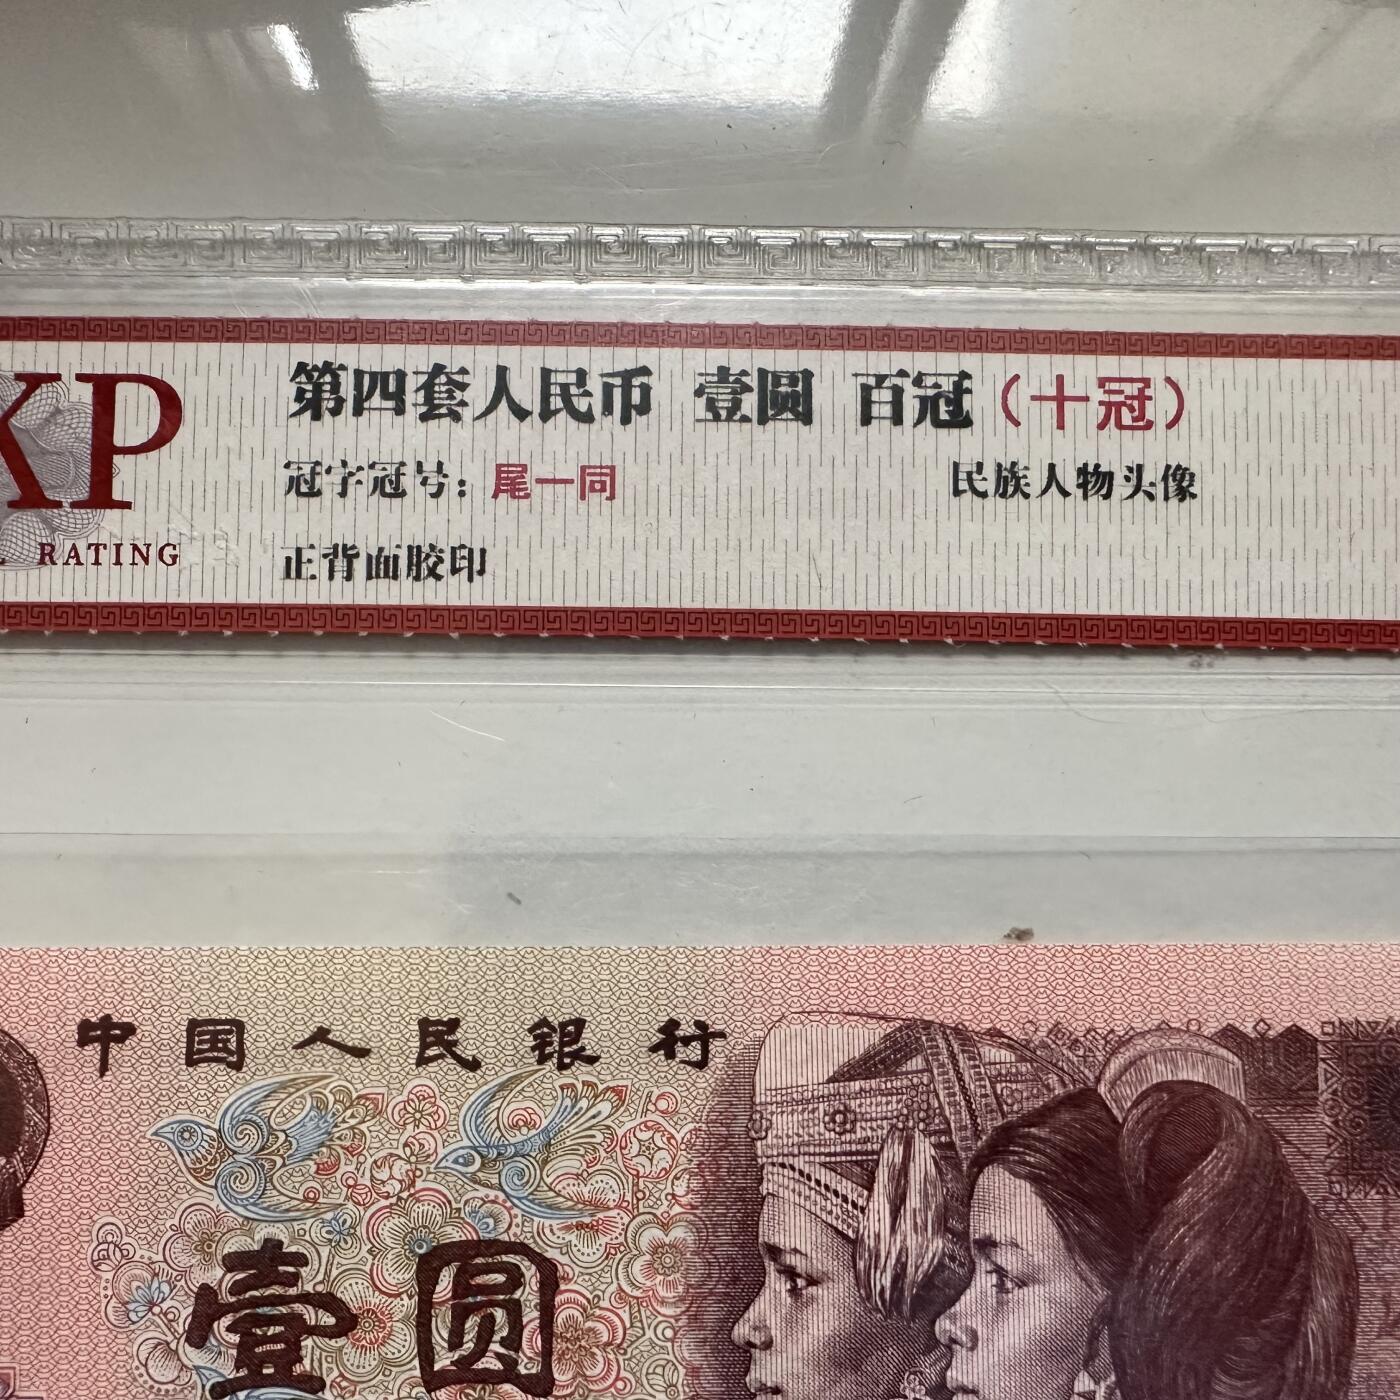 第四套人民币 壹圆 百冠（十冠）
冠字冠号：尾一同 民族人物头像
正背面胶印
XP
RATING
中国人民银行
壹圆